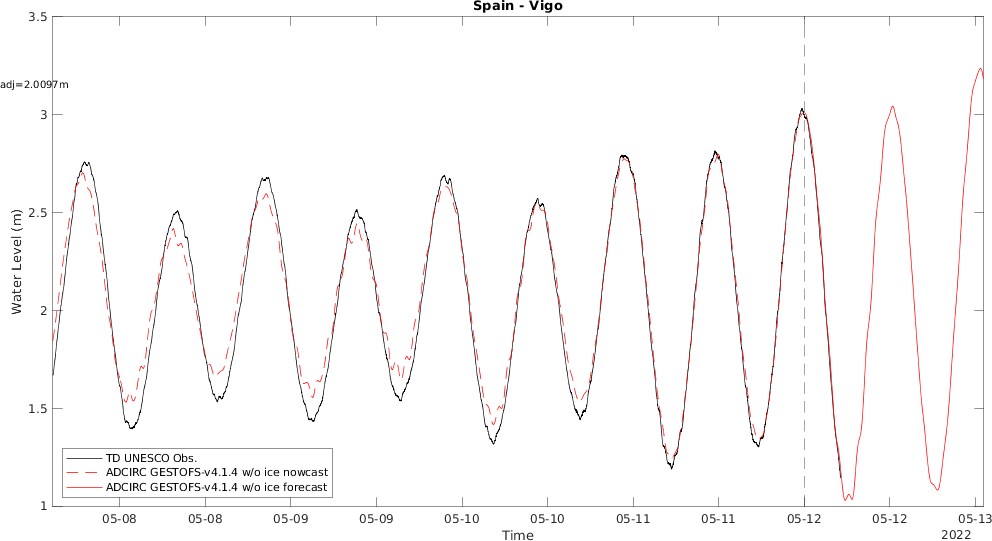 Spain - Vigo
adj=2.0097m
Water Level (m)
3.5
3
2.5
2
1.5
1
TD UNESCO Obs.
ADCIRC GESTOFS-v4.1.4 w/o ice nowcast
ADCIRC GESTOFS-v4.1.4 w/o ice forecast
05-08 05-08 05-09 05-09 05-10 05-10 05-11 05-11 05-12 05-12 05-13
Time
2022